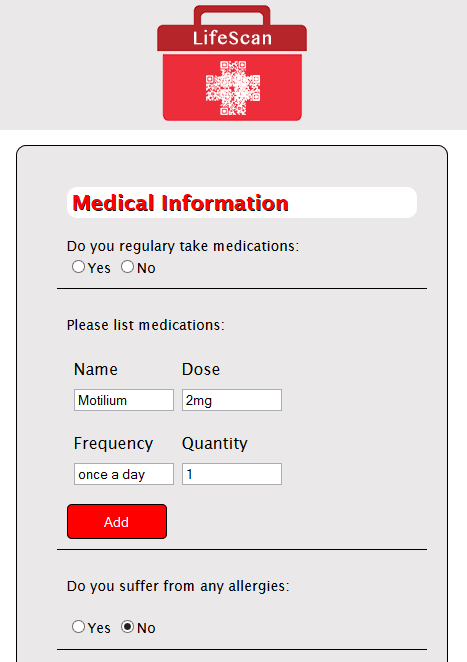 LifeScan
Medical Information
Do you regulary take medications:
Yes No
Please list medications:
Name Dose
Motilium 2mg
Frequency Quantity
once a day 1
Add
Do you suffer from any allergies:
Yes No